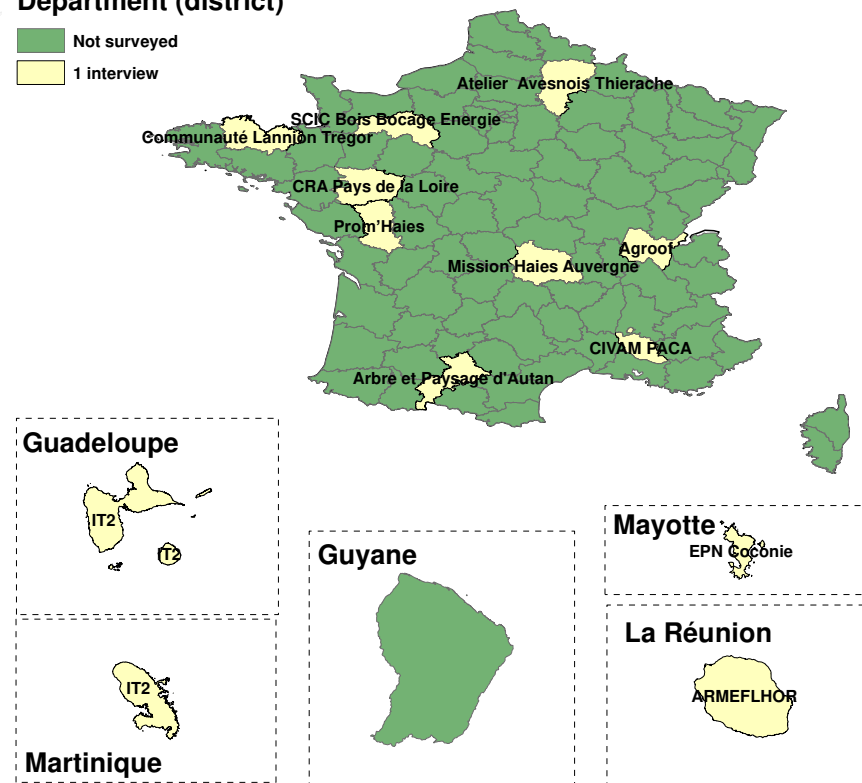 Department (district)
Not surveyed
1 interview
Atelier Avesnois Thierache
SCIC Bois Bocage Energie
Communauté Lannion Trégor
CRA Pays de la Loire
Prom'Haies
Agroof
Mission Haies Auvergne
CIVAM PACA
Arbre et Paysage d'Autan
Guadeloupe
IT2
IT2
Mayotte
EPN Coconie
Guyane
La Réunion
IT2
ARMEFLHOR
Martinique